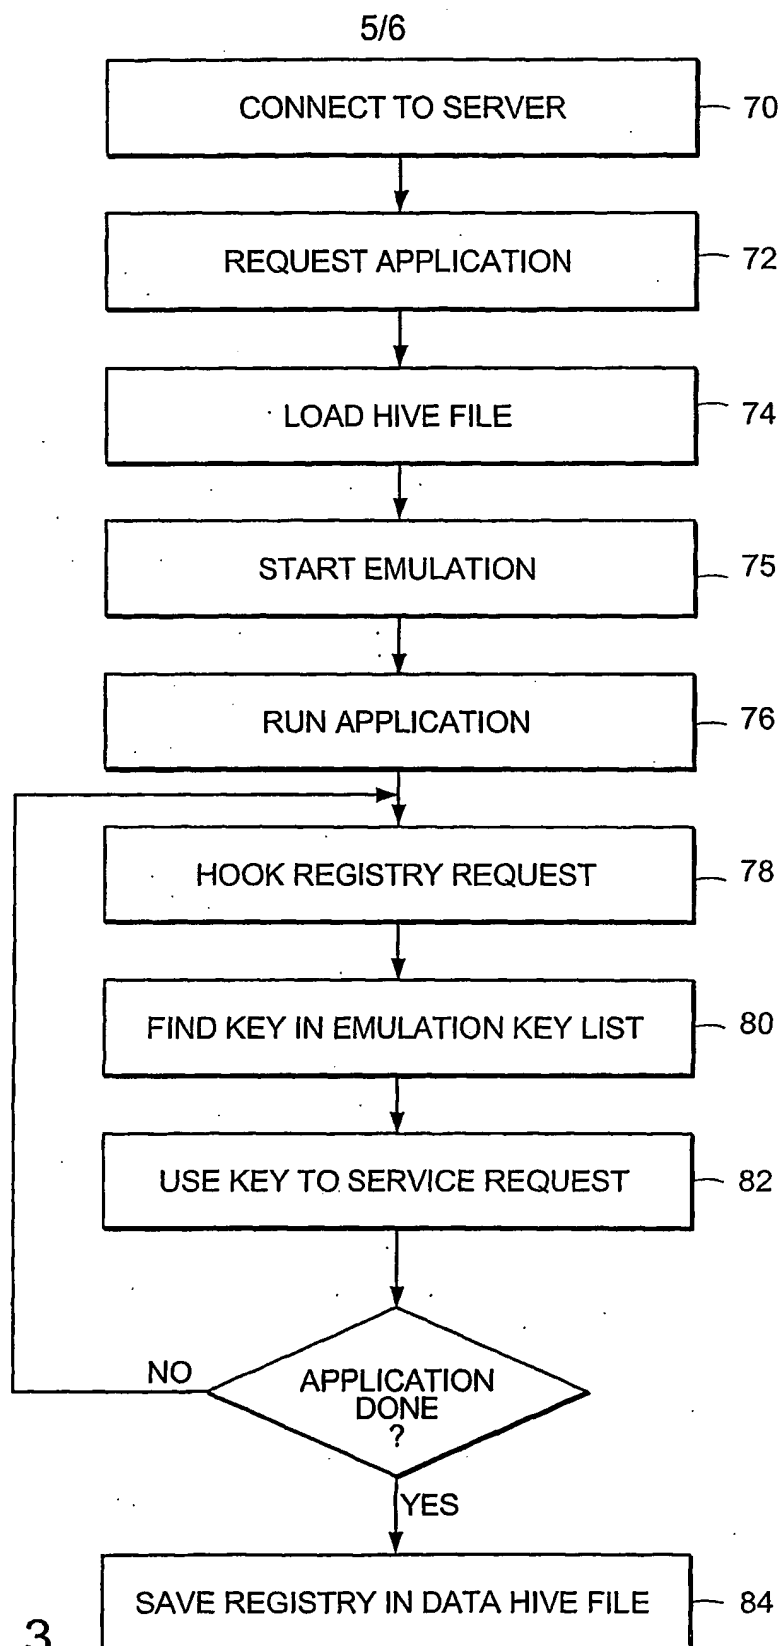 5/6
CONNECT TO SERVER
70
REQUEST APPLICATION
72
LOAD HIVE FILE
74
START EMULATION
75
RUN APPLICATION
76
HOOK REGISTRY REQUEST
78
FIND KEY IN EMULATION KEY LIST
80
USE KEY TO SERVICE REQUEST
82
NO
APPLICATION
DONE
?
YES
SAVE REGISTRY IN DATA HIVE FILE
84
3